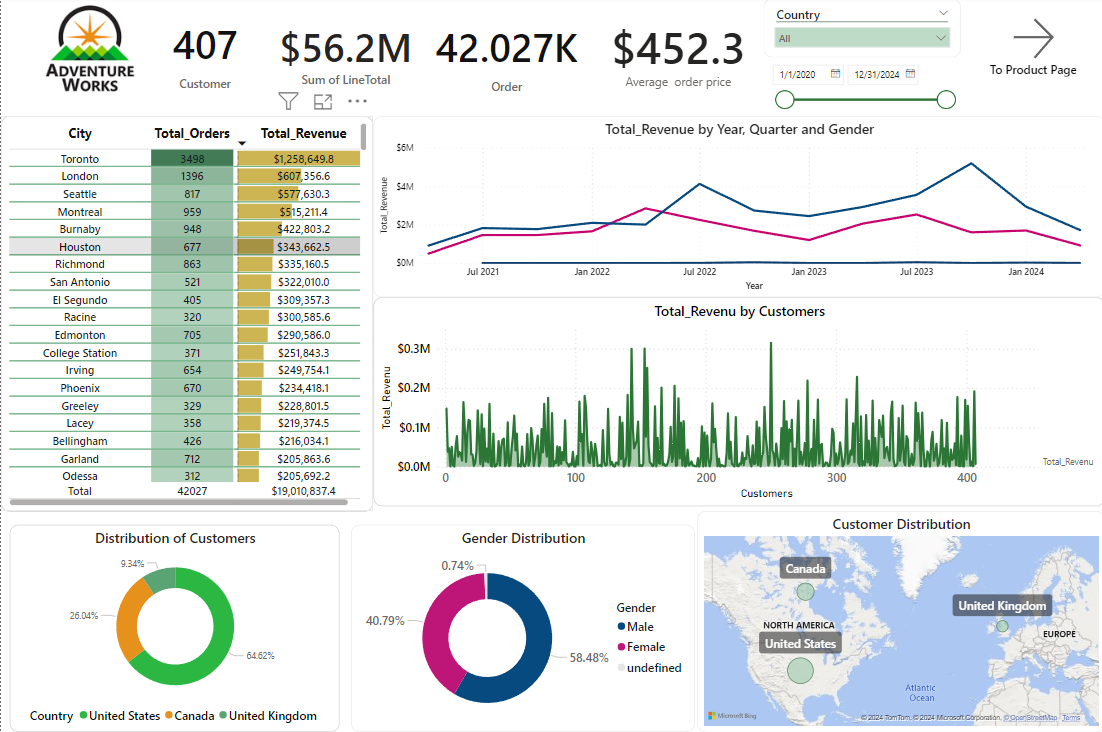 ADVENTURE
WORKS
407
Customer
$56.2M
Sum of LineTotal
42.027K
Order
$452.3
Average order price
Country
All
1/1/2020
12/31/2024
To Product Page
City Total_Orders Total_Revenue
Toronto 3498 $1,258,649.8
London 1396 $607,356.6
Seattle 817 $577,630.3
Montreal 959 $515,211.4
Burnaby 948 $422,803.2
Houston 677 $343,662.5
Richmond 863 $335,160.5
San Antonio 521 $322,010.0
El Segundo 405 $309,357.3
Racine 320 $300,585.6
Edmonton 705 $290,586.0
College Station 371 $251,843.3
Irving 654 $249,754.1
Phoenix 670 $234,418.1
Greeley 329 $228,801.5
Lacey 358 $219,374.5
Bellingham 426 $216,034.1
Garland 712 $205,863.6
Odessa 312 $205,692.2
Total 42027 $19,010,837.4
Total_Revenue by Year, Quarter and Gender
Total_Revenue
$6M
$4M
$2M
$0M
Jul 2021 Jan 2022 Jul 2022 Jan 2023 Jul 2023 Jan 2024
Year
Total_Revenu by Customers
Total_Revenu
$0.3M
$0.2M
$0.1M
$0.0M
0 100 200 300 400
Customers
Total_Revenu
Distribution of Customers
9.34%
26.04%
64.62%
Country United States Canada United Kingdom
Gender Distribution
0.74%
40.79%
58.48%
Gender
Male
Female
undefined
Customer Distribution
Canada
United Kingdom
NORTH AMERICA
EUROPE
United States
Atlantic
Ocean
Microsoft Bing
© 2024 TomTom, © 2024 Microsoft Corporation, © OpenStreetMap Terms